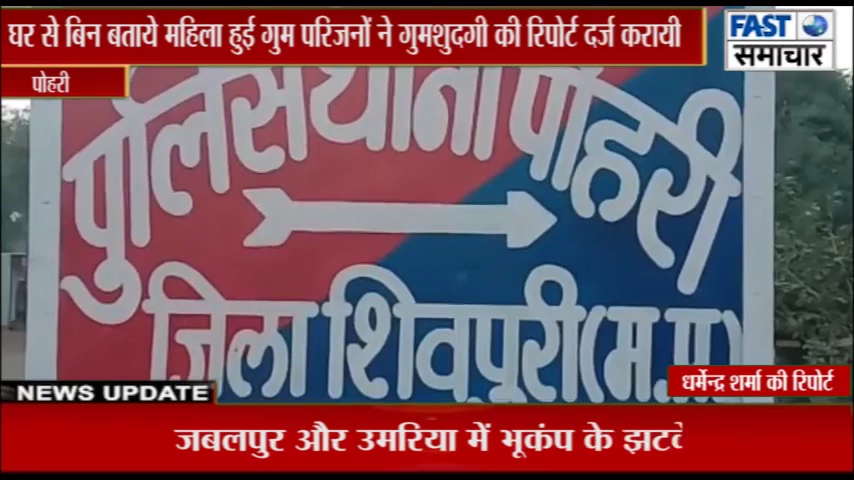 घर से बिन बताये महिला हुई गुम परिजनों ने गुमशुदगी की रिपोर्ट दर्ज करायी
FAST
समाचार
पोहरी
पुलिस थाना पोहरी
जिला शिवपुरी (म.प्र.)
धर्मेन्द्र शर्मा की रिपोर्ट
NEWS UPDATE
जबलपुर और उमरिया में भूकंप के